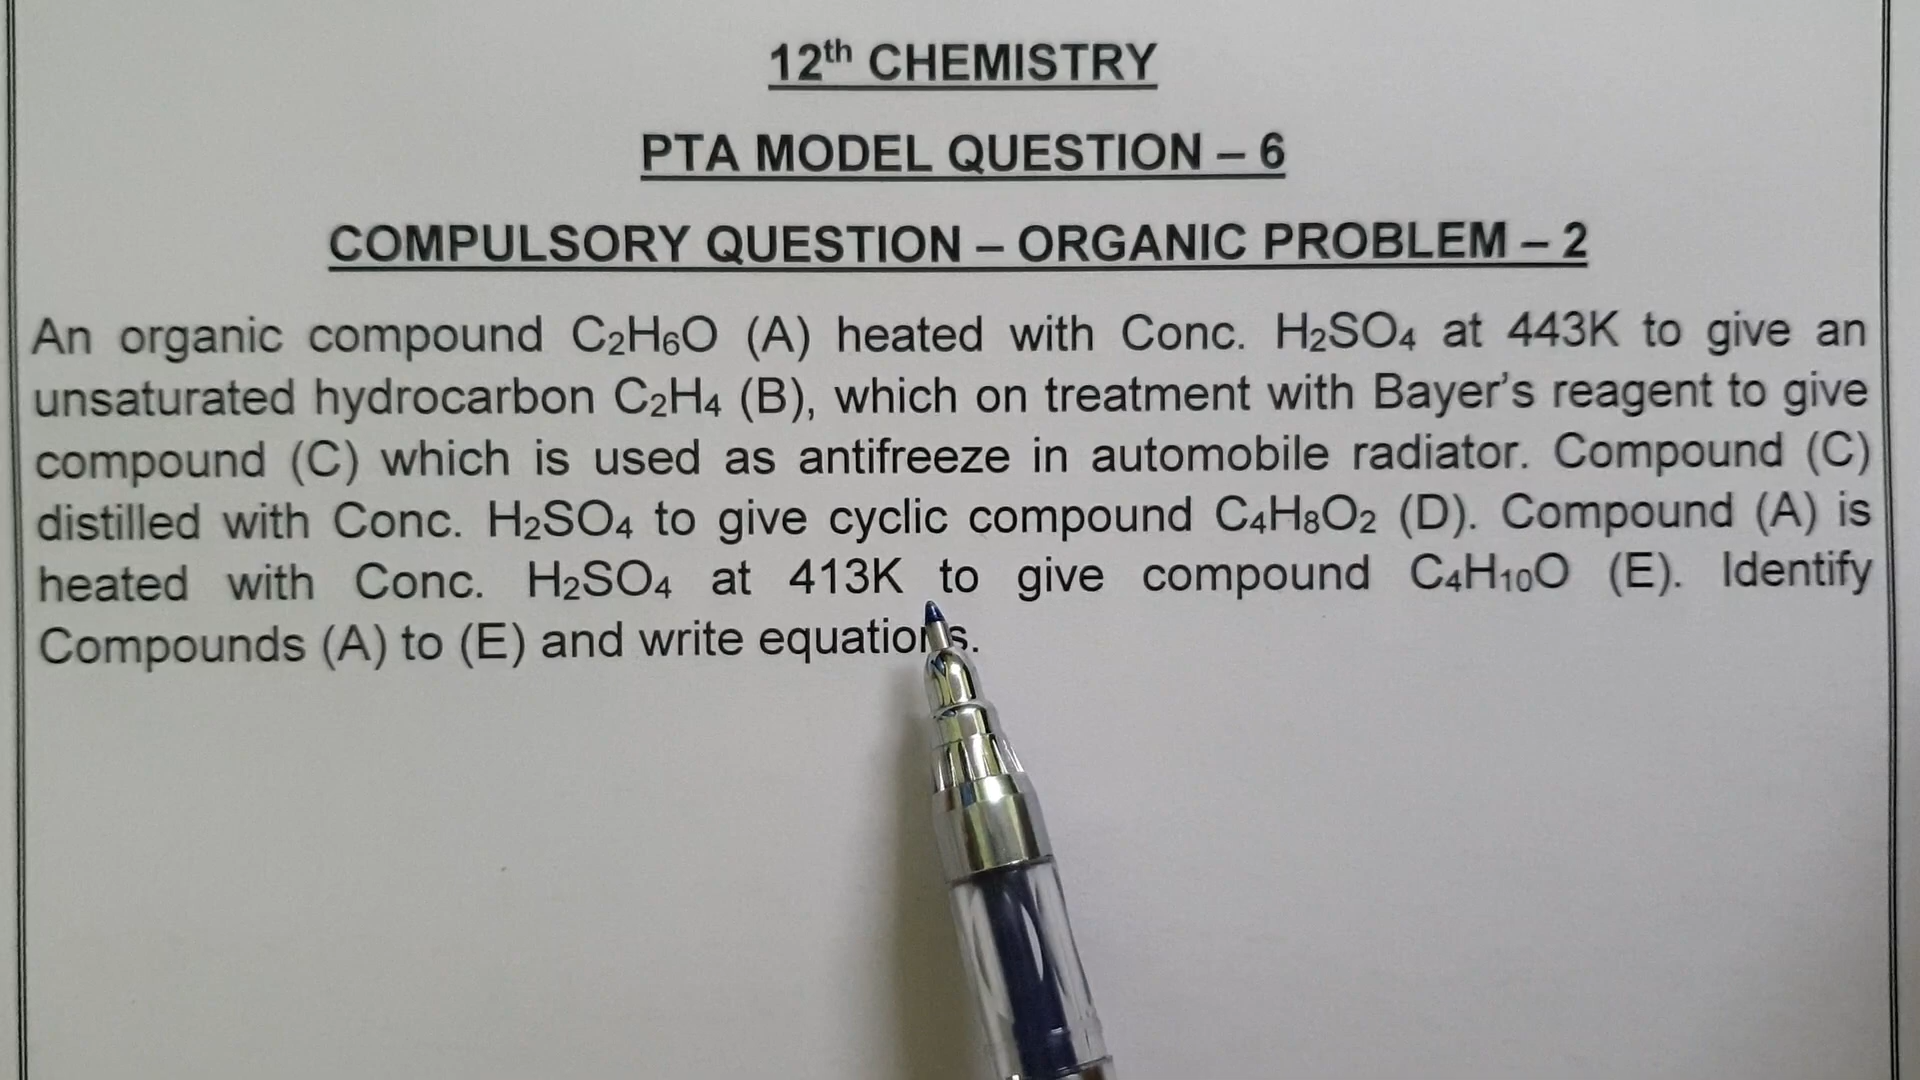 12th CHEMISTRY
PTA MODEL QUESTION – 6
COMPULSORY QUESTION – ORGANIC PROBLEM – 2
An organic compound C2H6O (A) heated with Conc. H2SO4 at 443K to give an
unsaturated hydrocarbon C2H4 (B), which on treatment with Bayer's reagent to give
compound (C) which is used as antifreeze in automobile radiator. Compound (C)
distilled with Conc. H2SO4 to give cyclic compound C4H8O2 (D). Compound (A) is
heated with Conc. H2SO4 at 413K to give compound C4H10O (E). Identify
Compounds (A) to (E) and write equations.